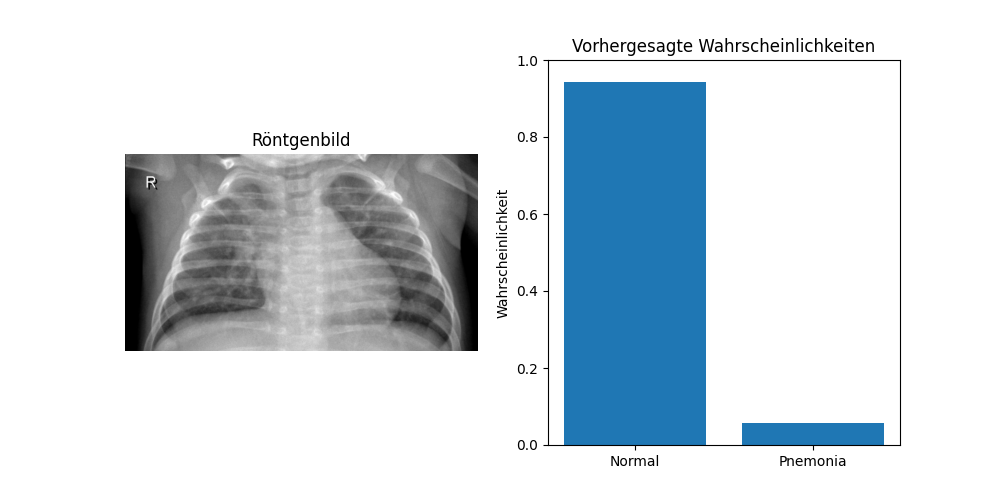 Röntgenbild
R
Vorhergesagte Wahrscheinlichkeiten
Wahrscheinlichkeit
1.0
0.8
0.6
0.4
0.2
0.0
Normal
Pnemonia